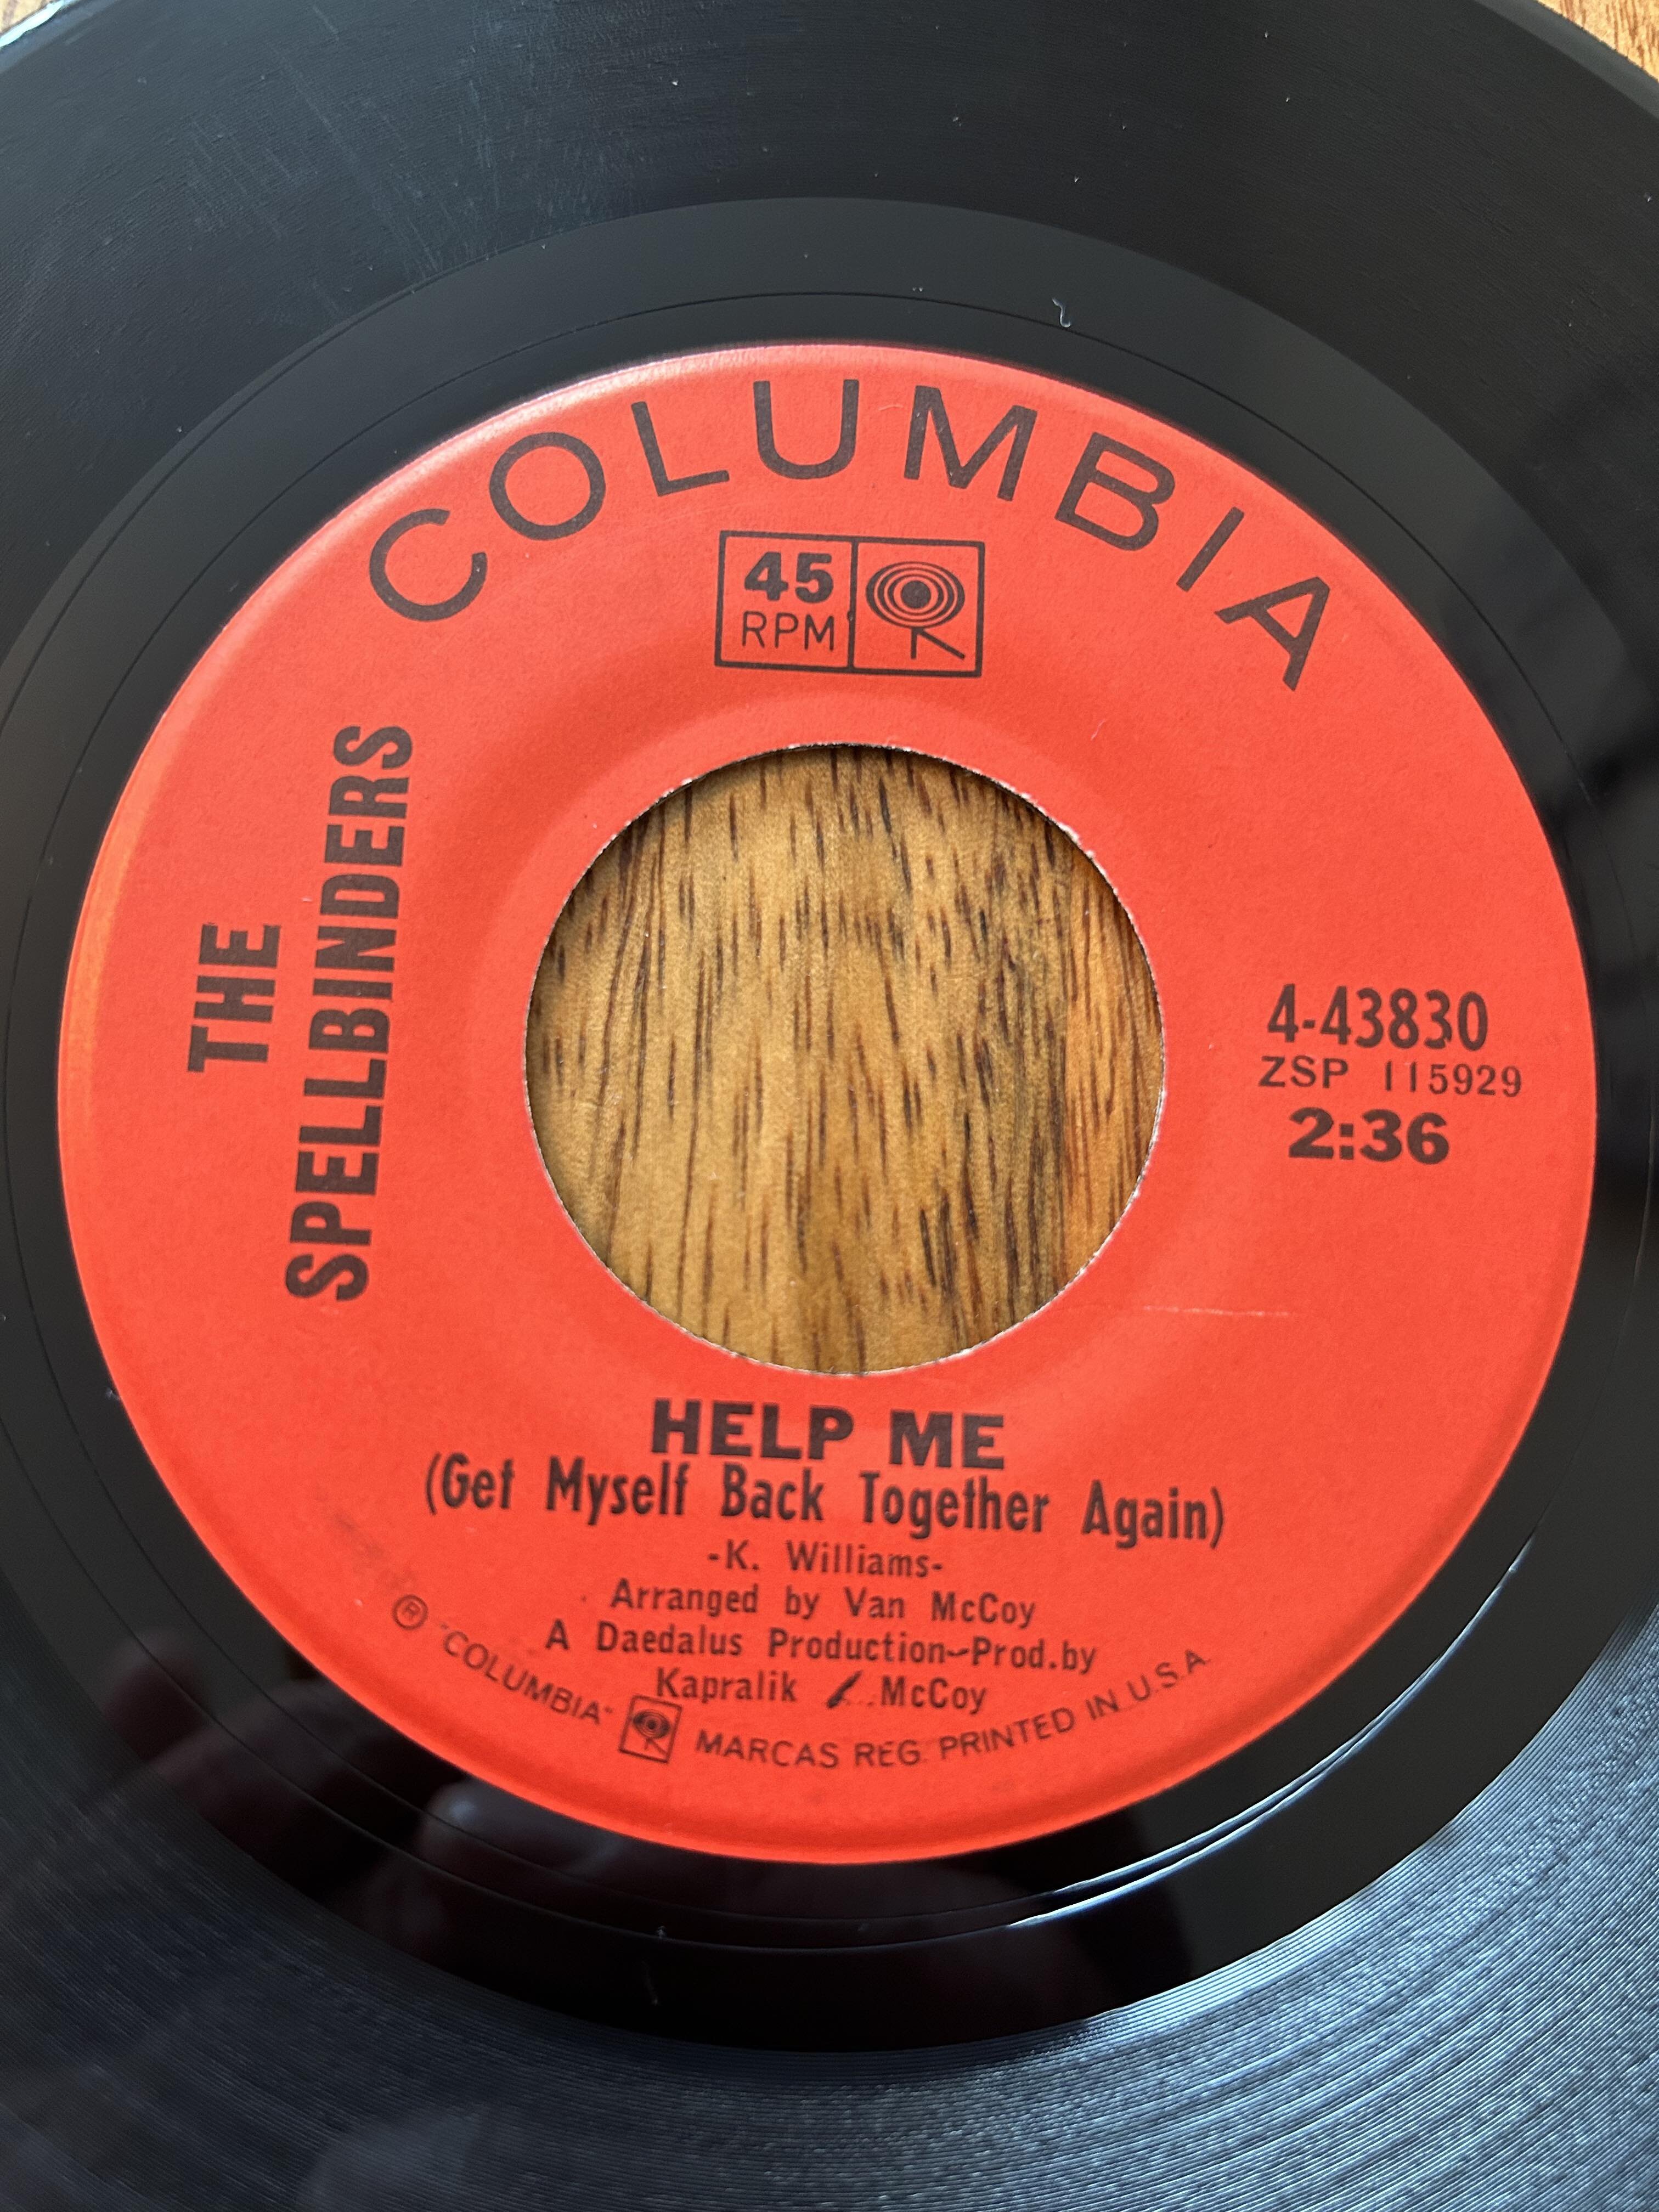 COLUMBIA
45
RPM
THE
SPELLBINDERS
4-43830
ZSP 115929
2:36
HELP ME
(Get Myself Back Together Again)
-K. Williams-
Arranged by Van McCoy
A Daedalus Production-Prod.by
Kapralik / McCoy
® "COLUMBIA" MARCAS REG. PRINTED IN U.S.A.